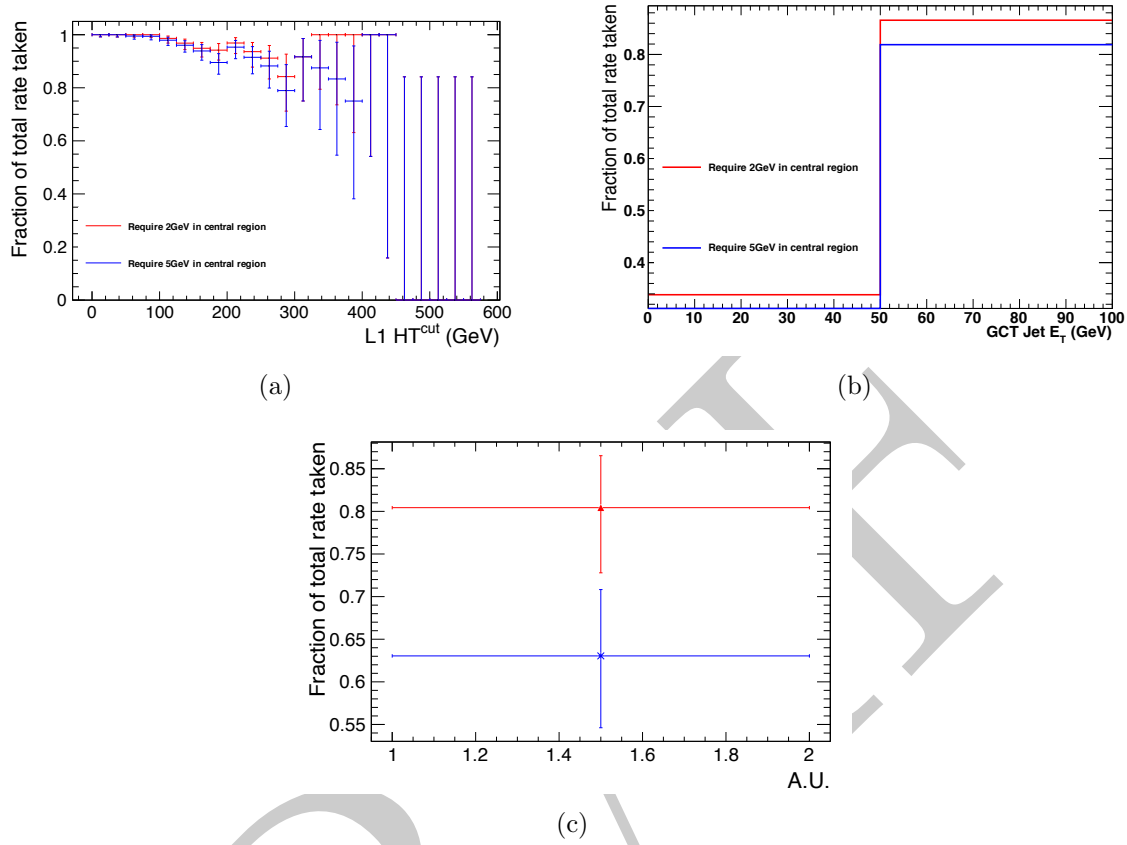 Fraction of total rate taken
1
0.8
0.6
0.4
0.2
0
Require 2GeV in central region
Require 5GeV in central region
0 100 200 300 400 500 600
L1 HT^cut (GeV)
(a)
Fraction of total rate taken
0.8
0.7
0.6
0.5
0.4
Require 2GeV in central region
Require 5GeV in central region
0 10 20 30 40 50 60 70 80 90 100
GCT Jet E_T (GeV)
(b)
Fraction of total rate taken
0.85
0.8
0.75
0.7
0.65
0.6
0.55
1 1.2 1.4 1.6 1.8 2
A.U.
(c)